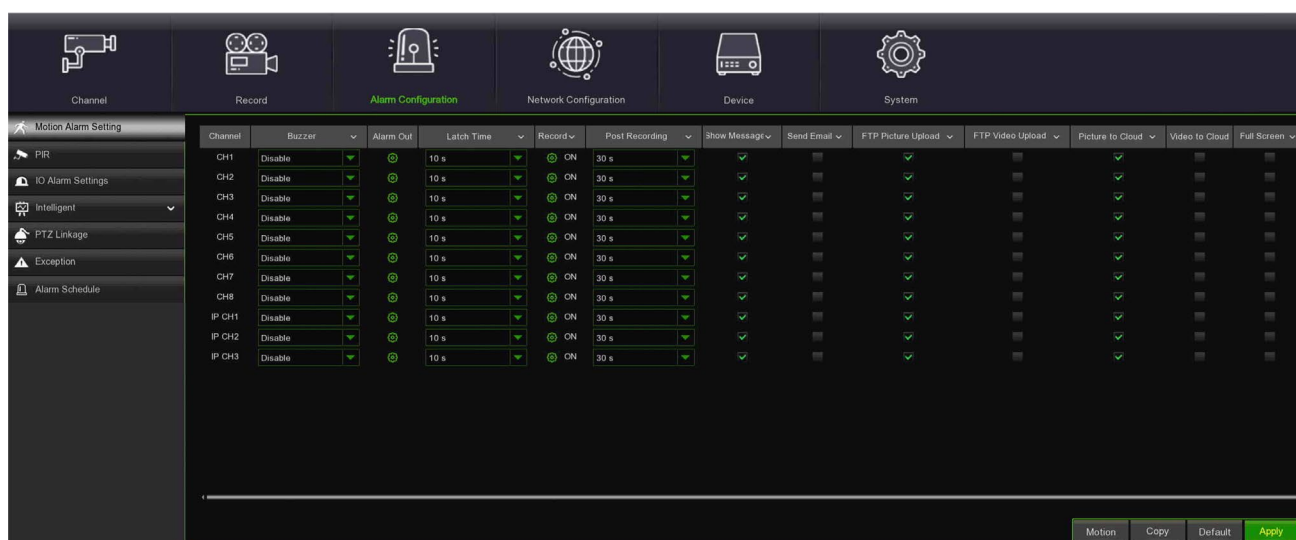 Channel Record Alarm Configuration Network Configuration Device System
Motion Alarm Setting
PIR
IO Alarm Settings
Intelligent
PTZ Linkage
Exception
Alarm Schedule
Channel Buzzer Alarm Out Latch Time Record Post Recording Show Message Send Email FTP Picture Upload FTP Video Upload Picture to Cloud Video to Cloud Full Screen
CH1 Disable 10 s ON 30 s
CH2 Disable 10 s ON 30 s
CH3 Disable 10 s ON 30 s
CH4 Disable 10 s ON 30 s
CH5 Disable 10 s ON 30 s
CH6 Disable 10 s ON 30 s
CH7 Disable 10 s ON 30 s
CH8 Disable 10 s ON 30 s
IP CH1 Disable 10 s ON 30 s
IP CH2 Disable 10 s ON 30 s
IP CH3 Disable 10 s ON 30 s
Motion Copy Default Apply